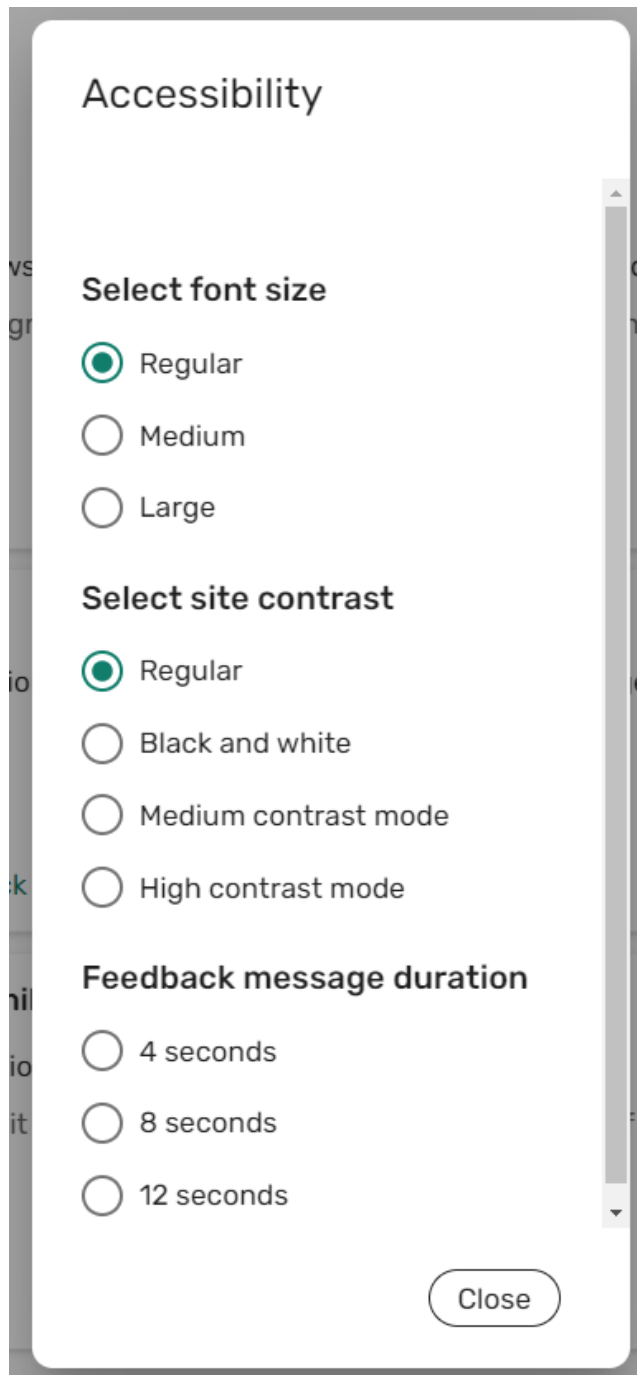 Accessibility
Select font size
Regular
Medium
Large
Select site contrast
Regular
Black and white
Medium contrast mode
High contrast mode
Feedback message duration
4 seconds
8 seconds
12 seconds
Close